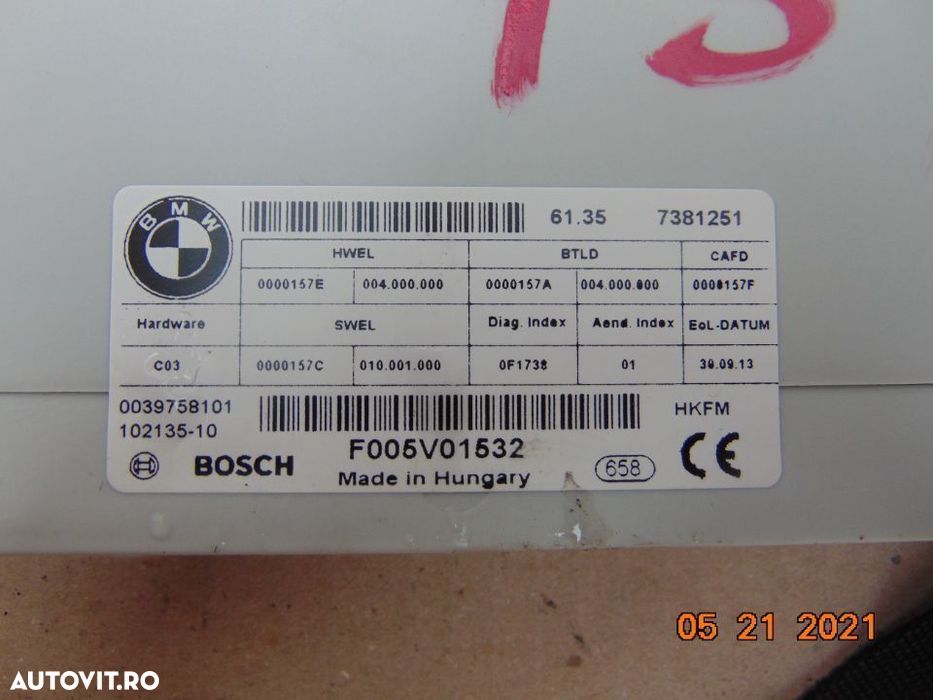 BMW
61.35 7381251
HWEL BTLD CAFD
0000157E 004.000.000 0000157A 004.000.000 0000157F
Hardware SWEL Diag. Index Aend. Index EoL-DATUM
C03 0000157C 010.001.000 0F1738 01 30.09.13
0039758101 HKFM
102135-10
F005V01532
BOSCH
Made in Hungary
658
CE
05 21 2021
AUTOVIT.RO